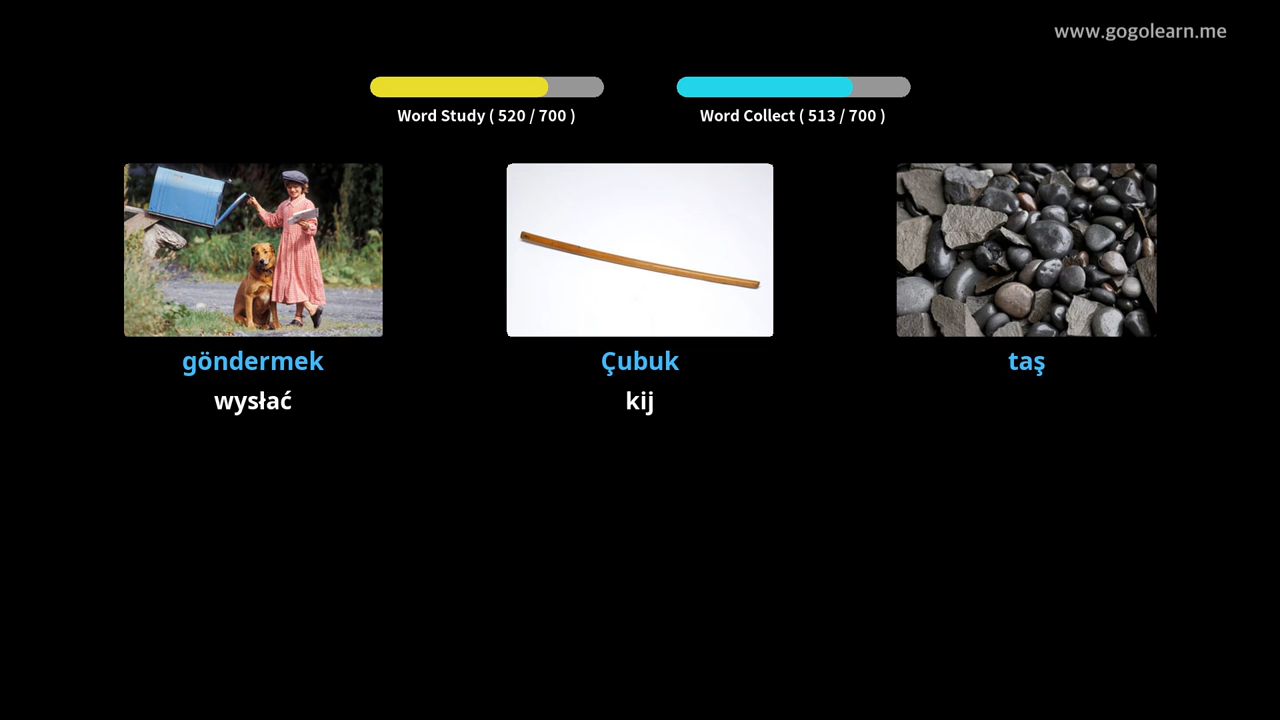 www.gogolearn.me
Word Study ( 520 / 700 )
Word Collect ( 513 / 700 )
göndermek
Çubuk
taş
wysłać
kij